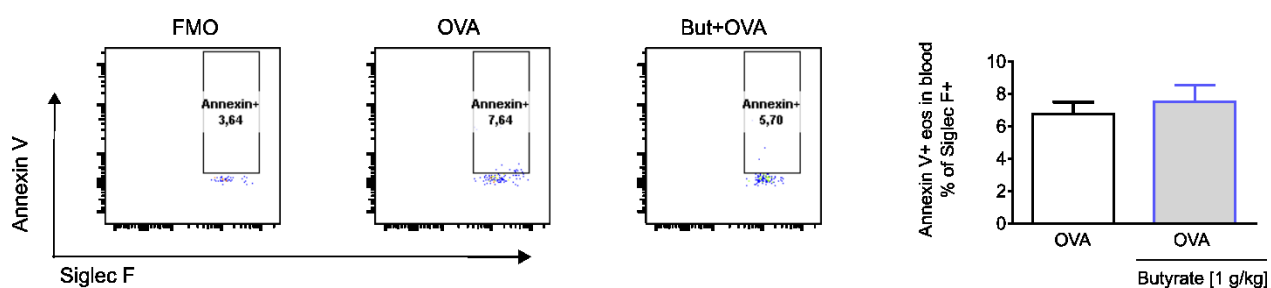 FMO
OVA
But+OVA
Annexin V
Annexin+
3,64
Annexin+
7,64
Annexin+
5,70
Siglec F
Annexin V+ eos in blood
% of Siglec F+
10
8
6
4
2
0
OVA
OVA
Butyrate [1 g/kg]